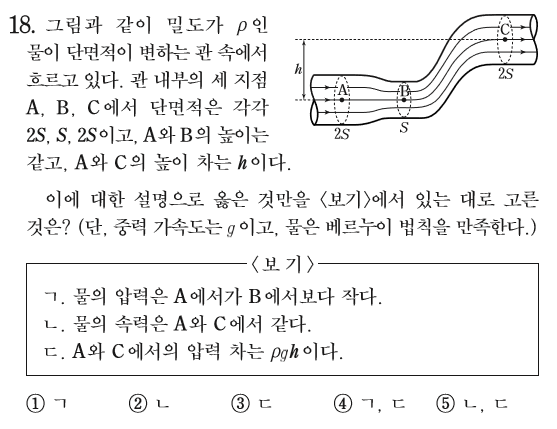 18. 그림과 같이 밀도가 ρ인
물이 단면적이 변하는 관 속에서
흐르고 있다. 관 내부의 세 지점
A, B, C에서 단면적은 각각
2S, S, 2S이고, A와 B의 높이는
같고, A와 C의 높이 차는 h이다.
C
2S
h
A
B
2S
S
이에 대한 설명으로 옳은 것만을 <보기>에서 있는 대로 고른
것은? (단, 중력 가속도는 g이고, 물은 베르누이 법칙을 만족한다.)
<보 기>
ㄱ. 물의 압력은 A에서가 B에서보다 작다.
ㄴ. 물의 속력은 A와 C에서 같다.
ㄷ. A와 C에서의 압력 차는 ρgh이다.
① ㄱ ② ㄴ ③ ㄷ ④ ㄱ, ㄷ ⑤ ㄴ, ㄷ